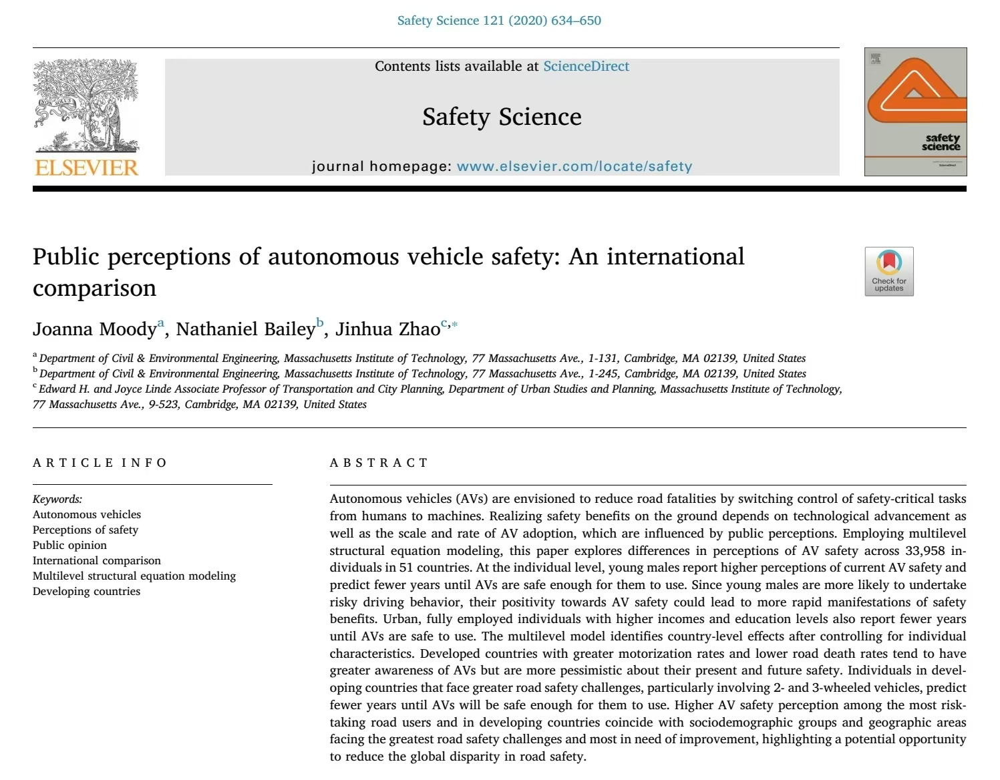 Safety Science 121 (2020) 634–650
Contents lists available at ScienceDirect
Safety Science
journal homepage: www.elsevier.com/locate/safety
NON SOLUS
ELSEVIER
safety
science
ScienceDirect
Public perceptions of autonomous vehicle safety: An international
comparison
Check for
updates
Joanna Moodyᵃ, Nathaniel Baileyᵇ, Jinhua Zhaoᶜ,*
ᵃ Department of Civil & Environmental Engineering, Massachusetts Institute of Technology, 77 Massachusetts Ave., 1-131, Cambridge, MA 02139, United States
ᵇ Department of Civil & Environmental Engineering, Massachusetts Institute of Technology, 77 Massachusetts Ave., 1-245, Cambridge, MA 02139, United States
ᶜ Edward H. and Joyce Linde Associate Professor of Transportation and City Planning, Department of Urban Studies and Planning, Massachusetts Institute of Technology,
77 Massachusetts Ave., 9-523, Cambridge, MA 02139, United States
ARTICLE INFO
Keywords:
Autonomous vehicles
Perceptions of safety
Public opinion
International comparison
Multilevel structural equation modeling
Developing countries
ABSTRACT
Autonomous vehicles (AVs) are envisioned to reduce road fatalities by switching control of safety-critical tasks
from humans to machines. Realizing safety benefits on the ground depends on technological advancement as
well as the scale and rate of AV adoption, which are influenced by public perceptions. Employing multilevel
structural equation modeling, this paper explores differences in perceptions of AV safety across 33,958 in-
dividuals in 51 countries. At the individual level, young males report higher perceptions of current AV safety and
predict fewer years until AVs are safe enough for them to use. Since young males are more likely to undertake
risky driving behavior, their positivity towards AV safety could lead to more rapid manifestations of safety
benefits. Urban, fully employed individuals with higher incomes and education levels also report fewer years
until AVs are safe to use. The multilevel model identifies country-level effects after controlling for individual
characteristics. Developed countries with greater motorization rates and lower road death rates tend to have
greater awareness of AVs but are more pessimistic about their present and future safety. Individuals in devel-
oping countries that face greater road safety challenges, particularly involving 2- and 3-wheeled vehicles, predict
fewer years until AVs will be safe enough for them to use. Higher AV safety perception among the most risk-
taking road users and in developing countries coincide with sociodemographic groups and geographic areas
facing the greatest road safety challenges and most in need of improvement, highlighting a potential opportunity
to reduce the global disparity in road safety.